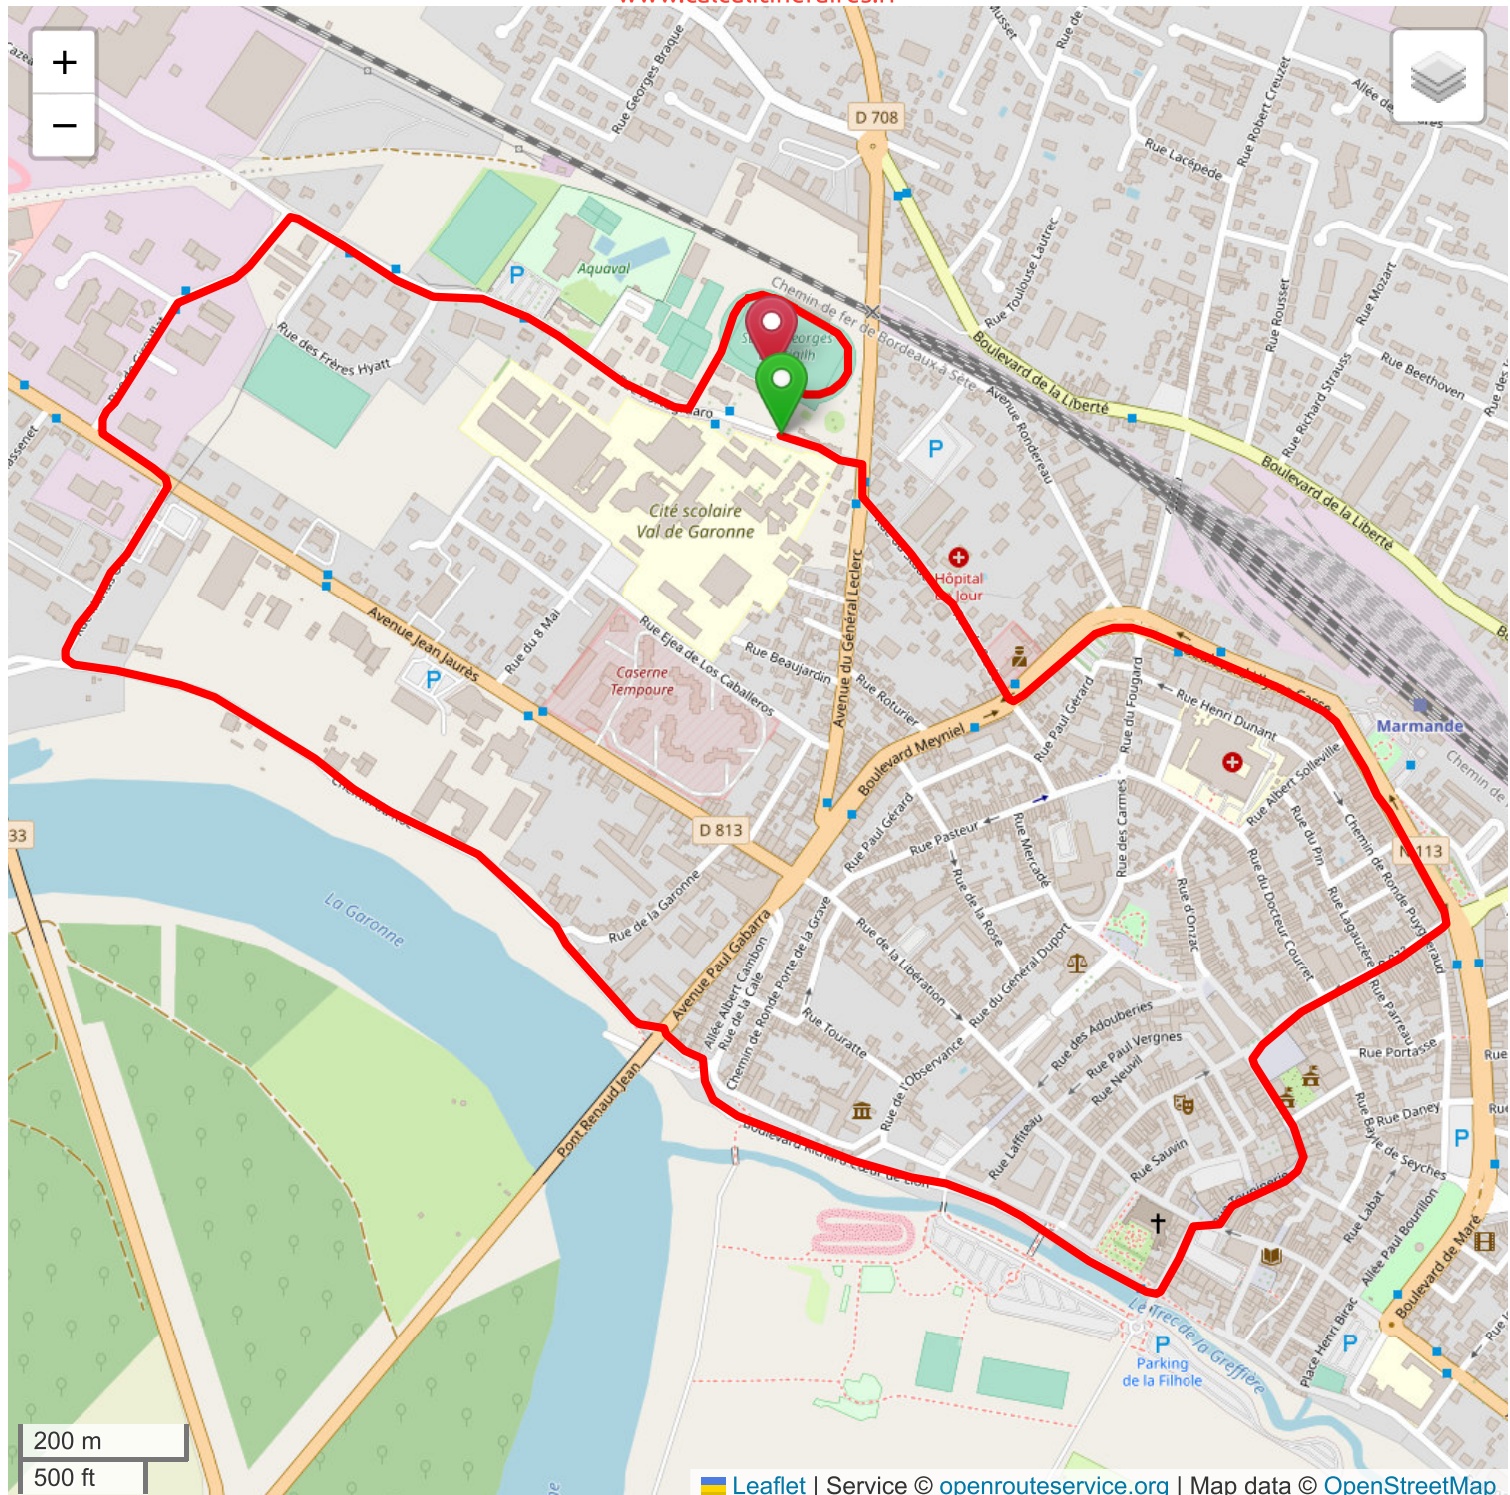 +
−
D 708
Rue Georges Braque
Musset
Rue Robert Creuzet
Rue Lacépède
Rue Toulouse Lautrec
Rue Rousset
Rue Mozart
Rue Beethoven
Rue Richard Strauss
Boulevard de la Liberté
Boulevard de la Liberté
Chemin de fer de Bordeaux à Sète
Avenue Rondereau
P
Aquaval
Rue des Frères Hyatt
P
Cité scolaire
Val de Garonne
Hôpital
Avenue du Général Leclerc
Avenue Jean Jaurès
Rue du 8 Mai
Rue Ejéa de Los Caballeros
Caserne
Tempoure
P
Rue Beaujardin
Rue Roturier
Boulevard Meyniel
Rue Paul Gérard
Rue du Fougard
Rue Henri Dunant
Marmande
Rue Albert Solleville
Chemin de
D 813
Rue Paul Gérard
Rue Pasteur
Rue Mercadé
Rue des Carmes
Rue du Pin
N 113
33
La Garonne
Rue de la Garonne
Avenue Paul Gabarra
Allée Albert Cambon
Rue de la Cale
Chemin de Ronde Porte de la Grave
Rue de la Libération
Rue de la Rose
Rue du Général Duport
Rue d'Onzac
Rue du Docteur Courret
Rue Lagauzère
Rue Parreau
Rue Portasse
Rue Touratte
Rue de l'Observance
Rue des Adouberies
Rue Paul Vergnes
Rue Neuvil
Pont Renaud Jean
Rue Laffiteau
Rue Sauvin
Rue Daney
Rue Bayle de Seyches
P
Rue Labat
Allée Paul Bourillon
Boulevard de Maré
Place Henri Birac
P
Le Trec de la Greffière
P
Parking
de la Filhole
200 m
500 ft
Leaflet | Service © openrouteservice.org | Map data © OpenStreetMap